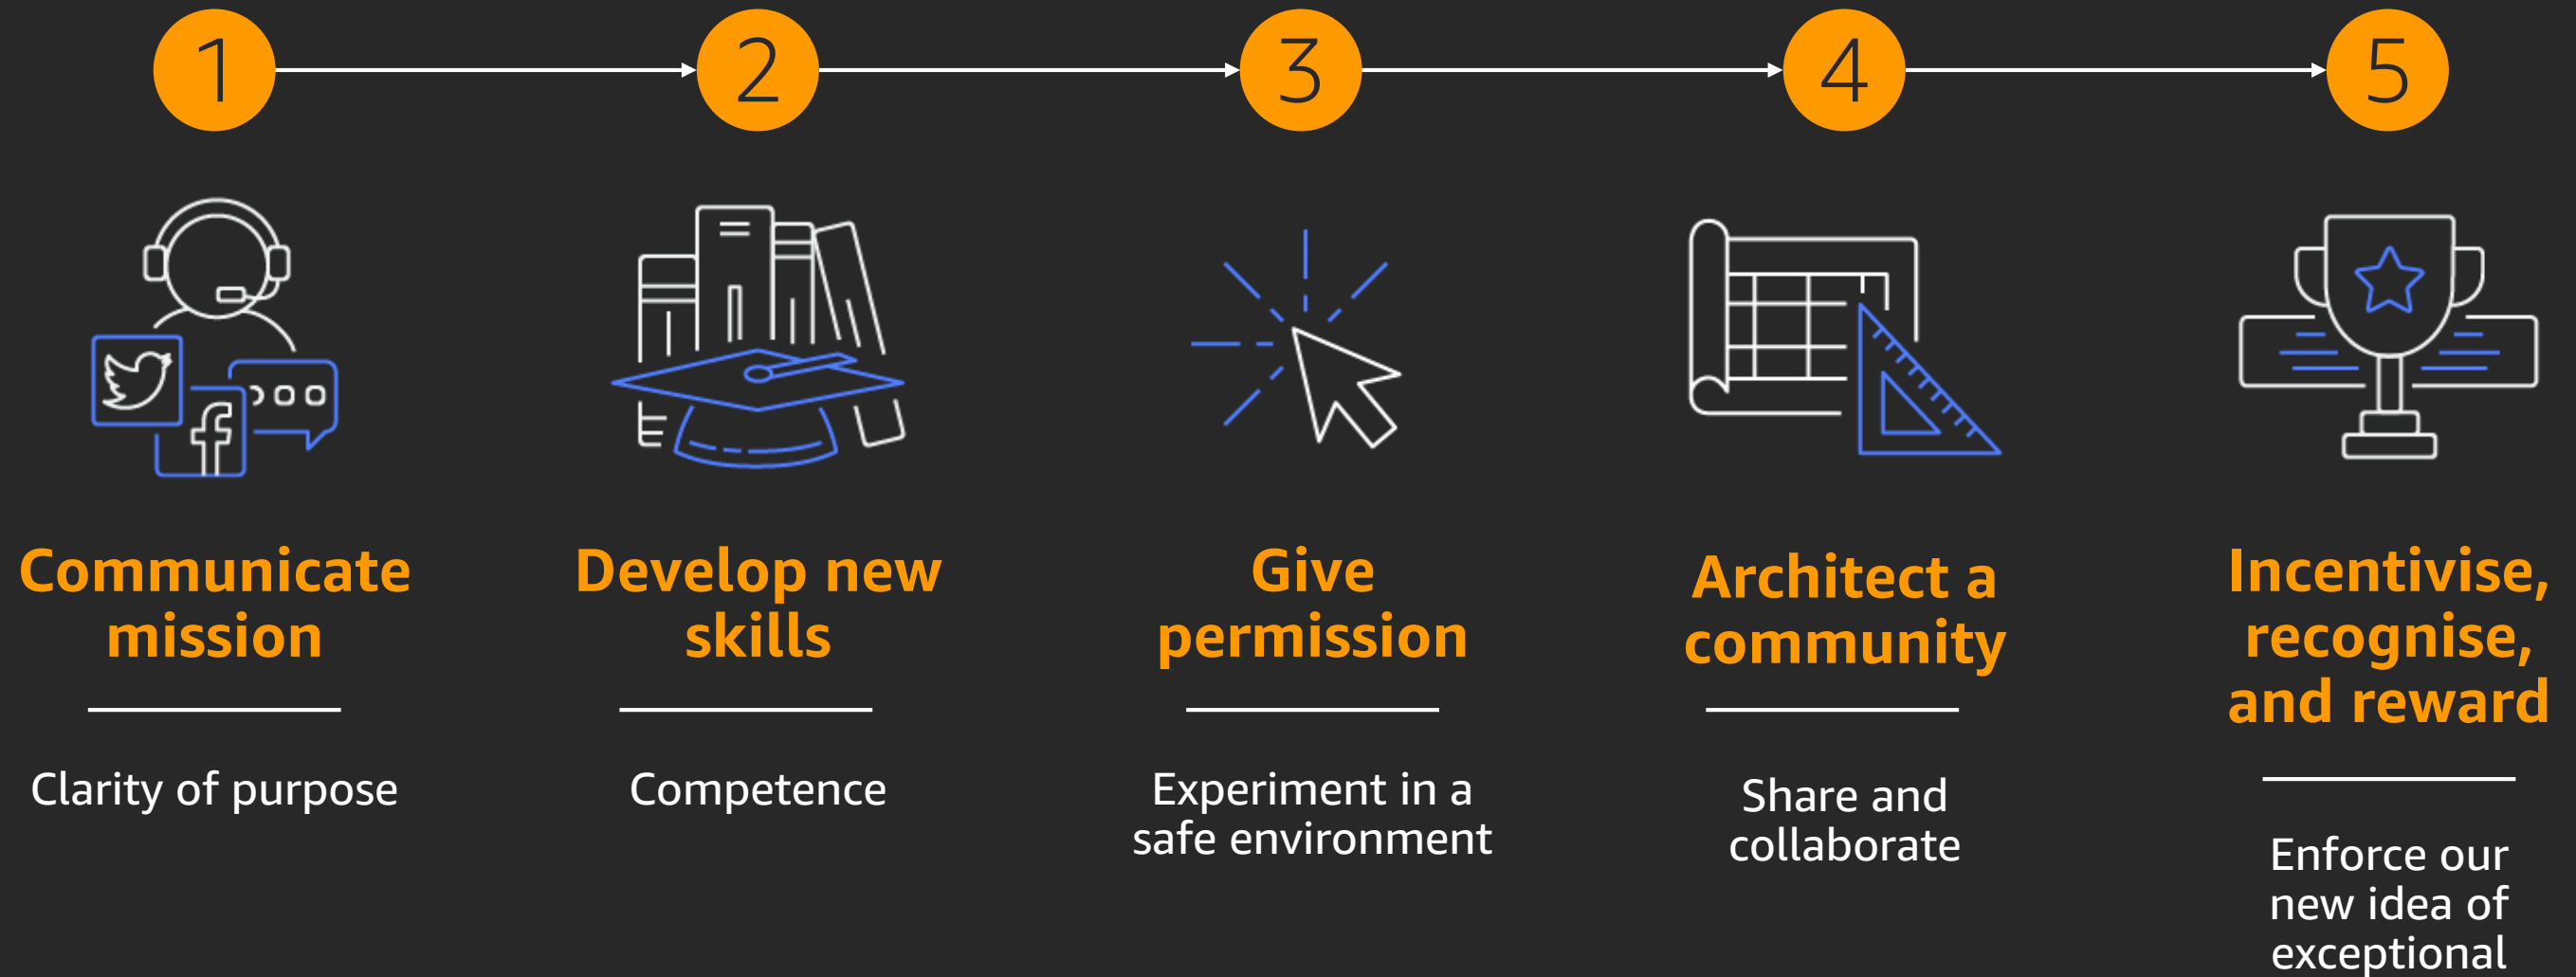 1
2
3
4
5
Communicate
mission
Clarity of purpose
Develop new
skills
Competence
Give
permission
Experiment in a
safe environment
Architect a
community
Share and
collaborate
Incentivise,
recognise,
and reward
Enforce our
new idea of
exceptional